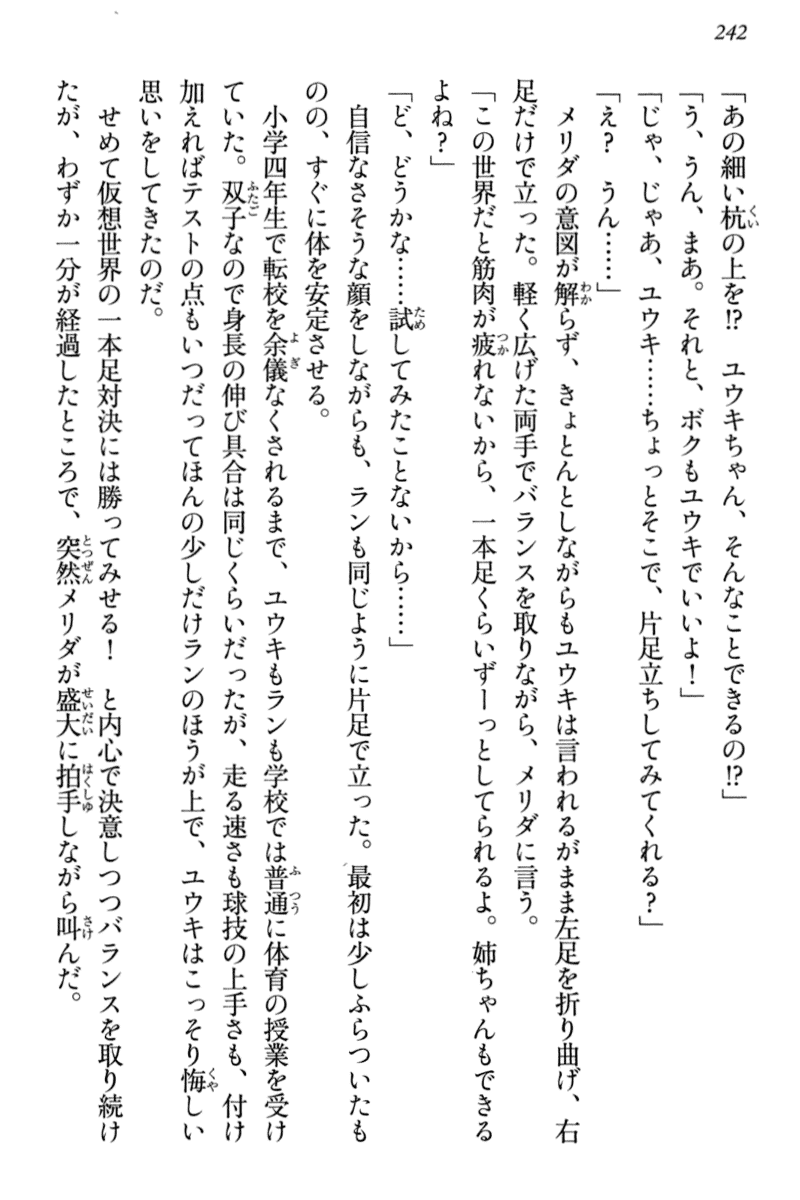 242
「あの細い杭の上を!? ユウキちゃん、そんなことできるの!?」
「う、うん、まあ。それと、ボクもユウキでいいよ!」
「じゃ、じゃあ、ユウキ……ちょっとそこで、片足立ちしてみてくれる?」
「え? うん……」
　メリダの意図が解らず、きょとんとしながらもユウキは言われるがまま左足を折り曲げ、右
足だけで立った。軽く広げた両手でバランスを取りながら、メリダに言う。
「この世界だと筋肉が疲れないから、一本足くらいずーっとしてられるよ。姉ちゃんもできる
よね?」
「ど、どうかな……試してみたことないから……」
　自信なさそうな顔をしながらも、ランも同じように片足で立った。最初は少しふらついたも
のの、すぐに体を安定させる。
　小学四年生で転校を余儀なくされるまで、ユウキもランも学校では普通に体育の授業を受け
ていた。双子なので身長の伸び具合は同じくらいだったが、走る速さも球技の上手さも、付け
加えればテストの点もいつだってほんの少しだけランのほうが上で、ユウキはこっそり悔しい
思いをしてきたのだ。
　せめて仮想世界の一本足対決には勝ってみせる! と内心で決意しつつバランスを取り続け
たが、わずか一分が経過したところで、突然メリダが盛大に拍手しながら叫んだ。